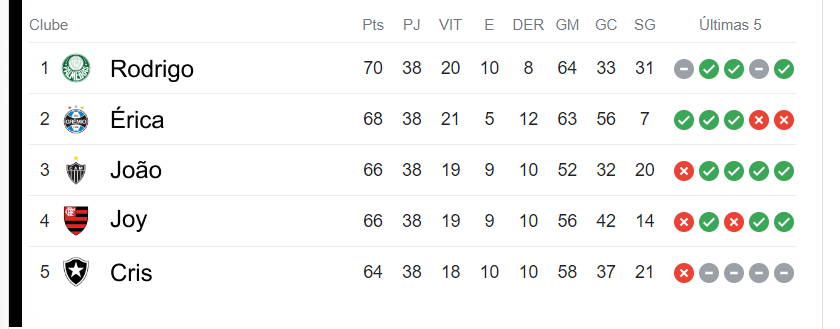 Clube Pts PJ VIT E DER GM GC SG Últimas 5
1 Rodrigo 70 38 20 10 8 64 33 31
2 Érica 68 38 21 5 12 63 56 7
3 João 66 38 19 9 10 52 32 20
4 Joy 66 38 19 9 10 56 42 14
5 Cris 64 38 18 10 10 58 37 21